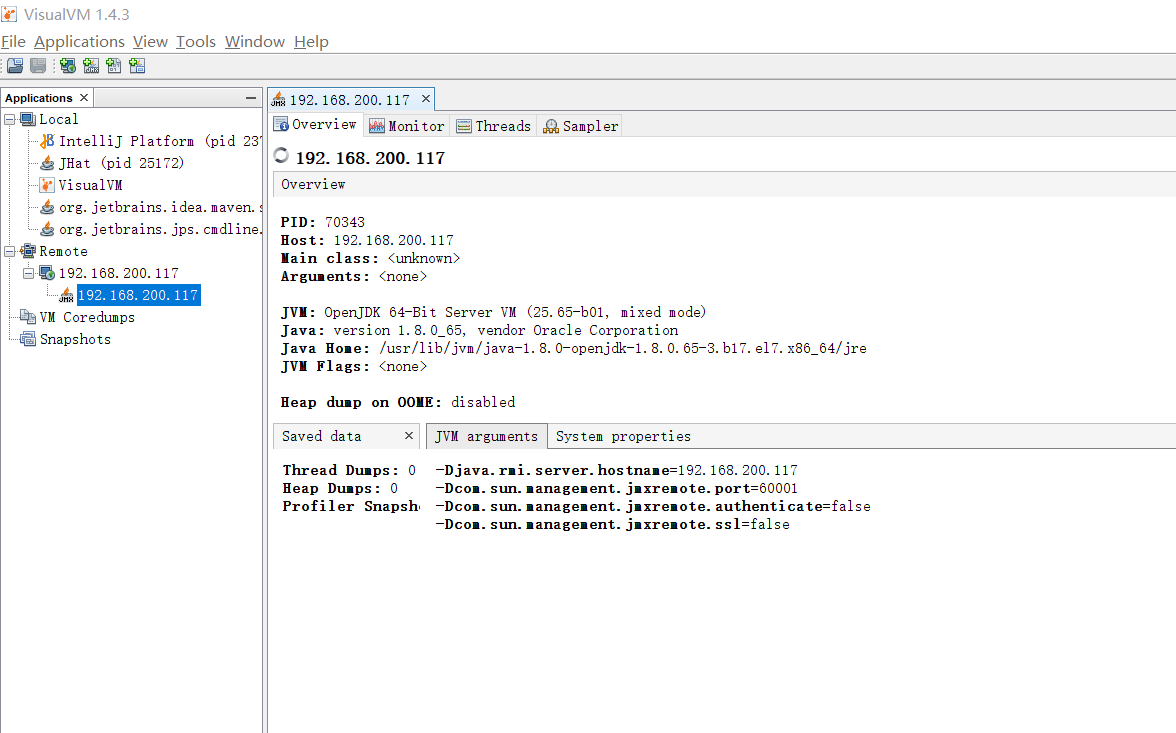 VisualVM 1.4.3
File Applications View Tools Window Help
Applications
Local
IntelliJ Platform (pid 237
JHat (pid 25172)
VisualVM
org.jetbrains.idea.maven.s
org.jetbrains.jps.cmdline.
Remote
192.168.200.117
JMX 192.168.200.117
VM Coredumps
Snapshots
JMX 192.168.200.117
Overview Monitor Threads Sampler
192.168.200.117
Overview
PID: 70343
Host: 192.168.200.117
Main class: <unknown>
Arguments: <none>
JVM: OpenJDK 64-Bit Server VM (25.65-b01, mixed mode)
Java: version 1.8.0_65, vendor Oracle Corporation
Java Home: /usr/lib/jvm/java-1.8.0-openjdk-1.8.0.65-3.b17.el7.x86_64/jre
JVM Flags: <none>
Heap dump on OOME: disabled
Saved data
Thread Dumps: 0
Heap Dumps: 0
Profiler Snapsh
JVM arguments System properties
-Djava.rmi.server.hostname=192.168.200.117
-Dcom.sun.management.jmxremote.port=60001
-Dcom.sun.management.jmxremote.authenticate=false
-Dcom.sun.management.jmxremote.ssl=false